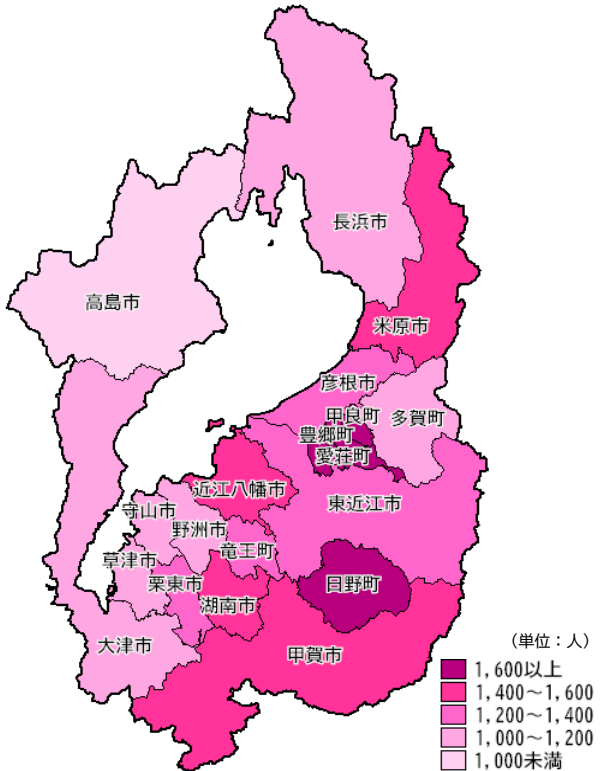 長浜市
高島市
米原市
彦根市
甲良町
多賀町
豊郷町
愛荘町
近江八幡市
東近江市
守山市
野洲市
竜王町
草津市
栗東市
日野町
湖南市
大津市
甲賀市
（単位：人）
1,600以上
1,400～1,600
1,200～1,400
1,000～1,200
1,000未満